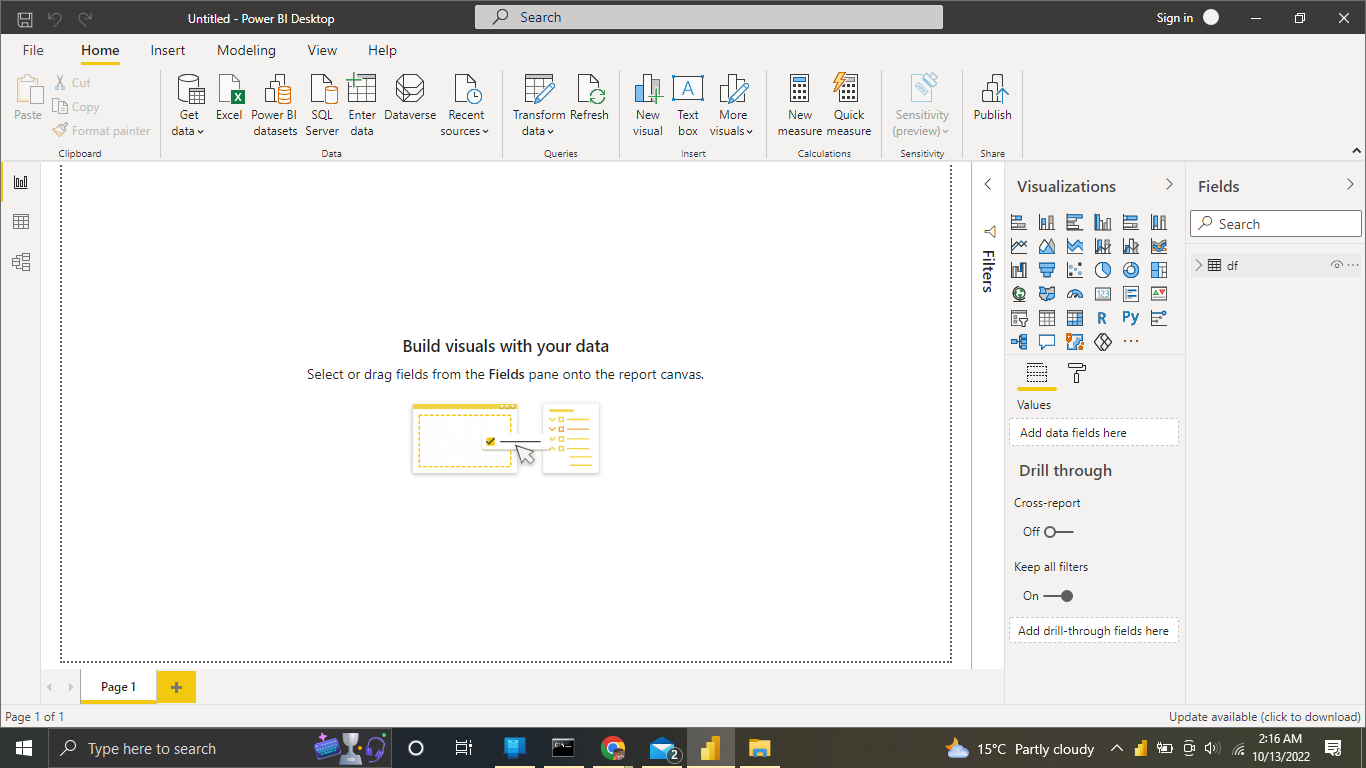 Untitled - Power BI Desktop
Search
Sign in
File Home Insert Modeling View Help
Paste
Cut
Copy
Format painter
Clipboard
Get data
Excel
Power BI datasets
SQL Server
Enter data
Dataverse
Recent sources
Data
Transform data
Refresh
Queries
New visual
A
Text box
More visuals
Insert
New measure
Quick measure
Calculations
Sensitivity (preview)
Sensitivity
Publish
Share
Build visuals with your data
Select or drag fields from the Fields pane onto the report canvas.
Filters
Visualizations
123
R Py
Values
Add data fields here
Drill through
Cross-report
Off
Keep all filters
On
Add drill-through fields here
Fields
Search
df
Page 1
Page 1 of 1
Update available (click to download)
Type here to search
2
15°C Partly cloudy
2:16 AM
10/13/2022